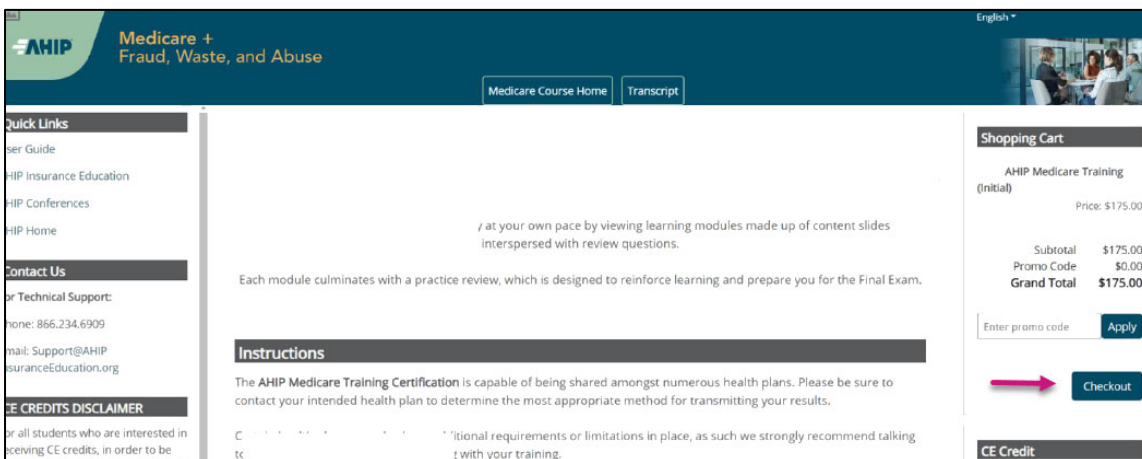 English
AHIP
Medicare +
Fraud, Waste, and Abuse
Medicare Course Home
Transcript
Quick Links
ser Guide
HIP Insurance Education
HIP Conferences
HIP Home
Contact Us
or Technical Support:
hone: 866.234.6909
mail: Support@AHIP
nsuranceEducation.org
CE CREDITS DISCLAIMER
or all students who are interested in
eceiving CE credits, in order to be
y at your own pace by viewing learning modules made up of content slides
interspersed with review questions.
Each module culminates with a practice review, which is designed to reinforce learning and prepare you for the Final Exam.
Instructions
The AHIP Medicare Training Certification is capable of being shared amongst numerous health plans. Please be sure to
contact your intended health plan to determine the most appropriate method for transmitting your results.
itional requirements or limitations in place, as such we strongly recommend talking
with your training.
Shopping Cart
AHIP Medicare Training
(Initial)
Price: $175.00
Subtotal $175.00
Promo Code $0.00
Grand Total $175.00
Enter promo code
Apply
Checkout
CE Credit